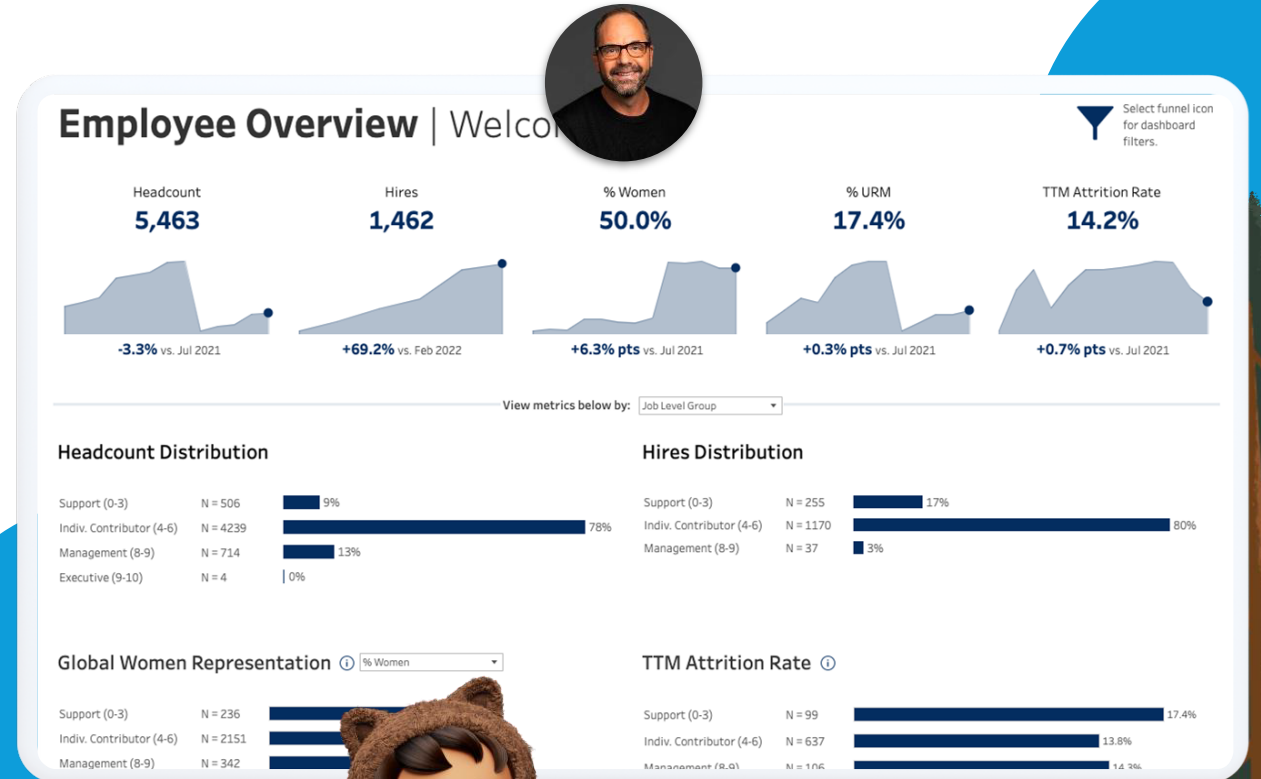 Employee Overview | Welco
Select funnel icon
for dashboard
filters.
Headcount
5,463
-3.3% vs. Jul 2021
Hires
1,462
+69.2% vs. Feb 2022
% Women
50.0%
+6.3% pts vs. Jul 2021
% URM
17.4%
+0.3% pts vs. Jul 2021
TTM Attrition Rate
14.2%
+0.7% pts vs. Jul 2021
View metrics below by: Job Level Group
Headcount Distribution
Support (0-3) N = 506 9%
Indiv. Contributor (4-6) N = 4239 78%
Management (8-9) N = 714 13%
Executive (9-10) N = 4 0%
Hires Distribution
Support (0-3) N = 255 17%
Indiv. Contributor (4-6) N = 1170 80%
Management (8-9) N = 37 3%
Global Women Representation i % Women
Support (0-3) N = 236
Indiv. Contributor (4-6) N = 2151
Management (8-9) N = 342
TTM Attrition Rate i
Support (0-3) N = 99 17.4%
Indiv. Contributor (4-6) N = 637 13.8%
Management (8-9) N = 106 14.3%